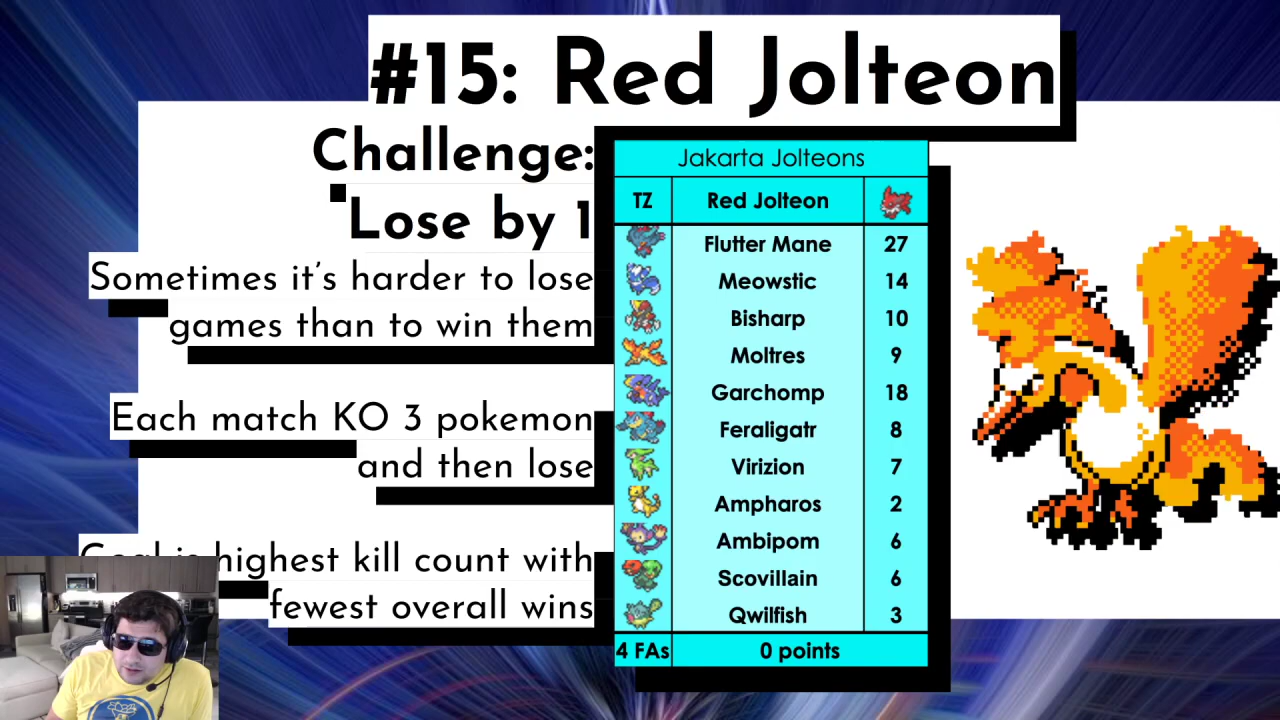 #15: Red Jolteon
Challenge:
Lose by 1
Sometimes it's harder to lose
games than to win them
Each match KO 3 pokemon
and then lose
Goal is highest kill count with
fewest overall wins
Jakarta Jolteons
TZ Red Jolteon
Flutter Mane 27
Meowstic 14
Bisharp 10
Moltres 9
Garchomp 18
Feraligatr 8
Virizion 7
Ampharos 2
Ambipom 6
Scovillain 6
Qwilfish 3
4 FAs 0 points